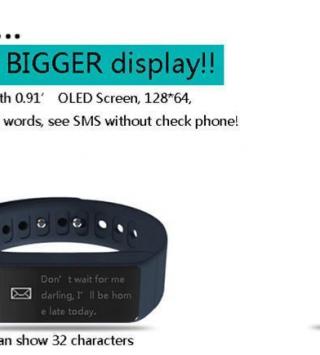 ...
BIGGER display!!
th 0.91′ OLED Screen, 128*64,
words, see SMS without check phone!
Don't wait for me
darling, I'll be hom
e late today.
an show 32 characters